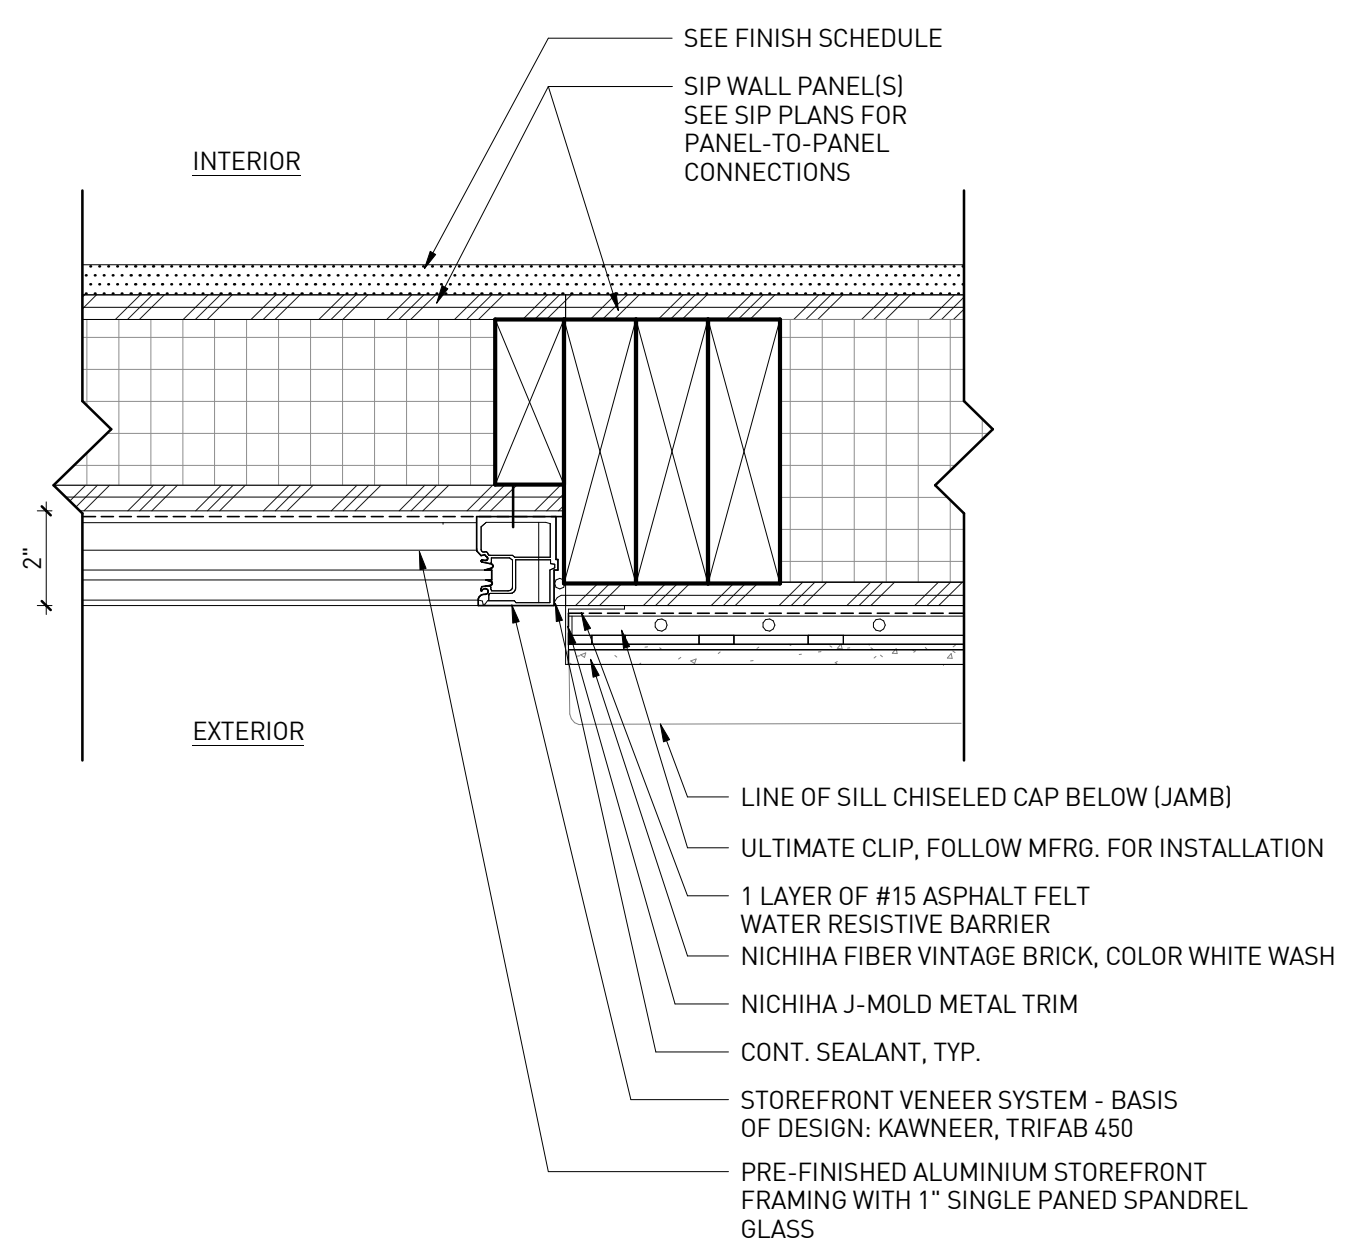 SEE FINISH SCHEDULE
SIP WALL PANEL(S)
SEE SIP PLANS FOR
PANEL-TO-PANEL
CONNECTIONS
INTERIOR
2"
EXTERIOR
LINE OF SILL CHISELED CAP BELOW (JAMB)
ULTIMATE CLIP, FOLLOW MFRG. FOR INSTALLATION
1 LAYER OF #15 ASPHALT FELT
WATER RESISTIVE BARRIER
NICHIHA FIBER VINTAGE BRICK, COLOR WHITE WASH
NICHIHA J-MOLD METAL TRIM
CONT. SEALANT, TYP.
STOREFRONT VENEER SYSTEM - BASIS
OF DESIGN: KAWNEER, TRIFAB 450
PRE-FINISHED ALUMINIUM STOREFRONT
FRAMING WITH 1" SINGLE PANED SPANDREL
GLASS